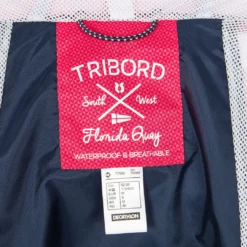 TRIBORD
South West
Florida Quay
WATERPROOF & BREATHABLE
DECATHLON